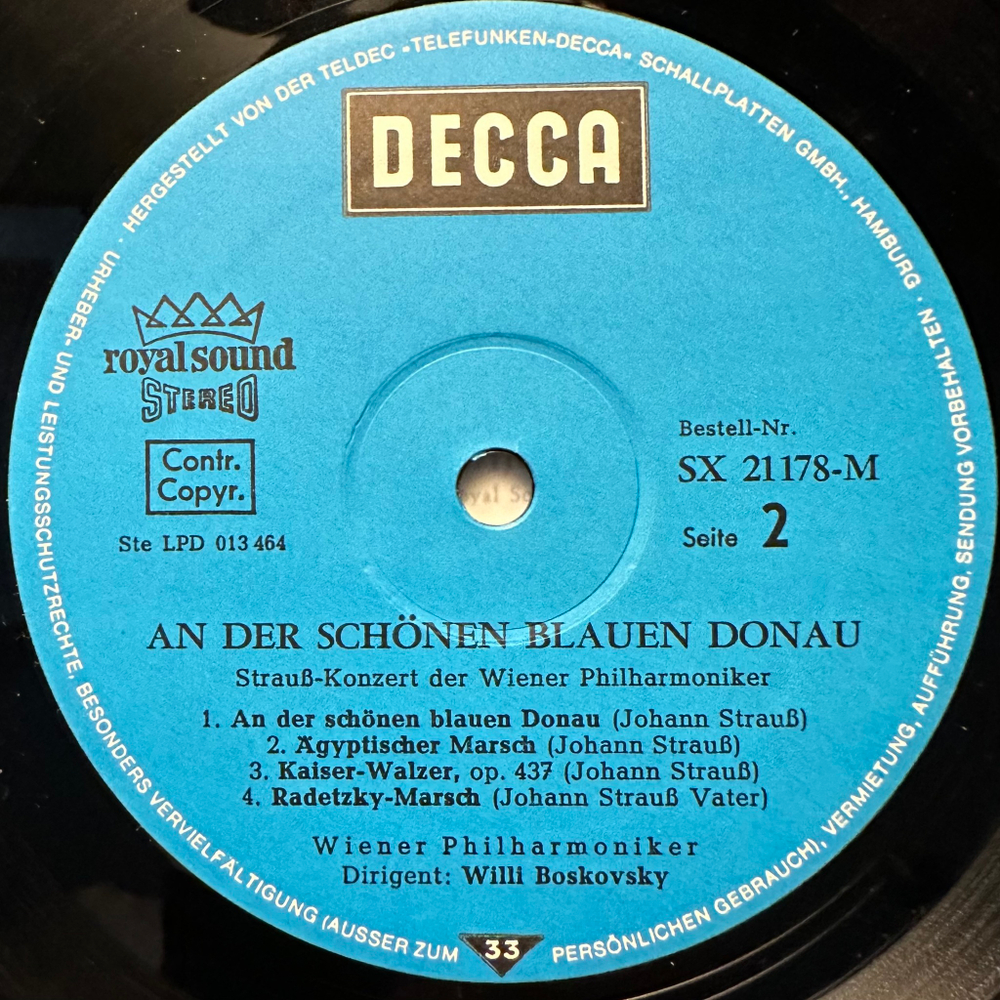 HERGESTELLT VON DER TELDEC »TELEFUNKEN-DECCA« SCHALLPLATTEN GMBH., HAMBURG · URHEBER- UND LEISTUNGSSCHUTZRECHTE, BESONDERS VERVIELFÄLTIGUNG (AUSSER ZUM PERSÖNLICHEN GEBRAUCH), VERMIETUNG, AUFFÜHRUNG, SENDUNG VORBEHALTEN ·
DECCA
royal sound
STEREO
Contr.
Copyr.
Ste LPD 013 464
Bestell-Nr.
SX 21178-M
Seite 2
AN DER SCHÖNEN BLAUEN DONAU
Strauß-Konzert der Wiener Philharmoniker
1. An der schönen blauen Donau (Johann Strauß)
2. Ägyptischer Marsch (Johann Strauß)
3. Kaiser-Walzer, op. 437 (Johann Strauß)
4. Radetzky-Marsch (Johann Strauß Vater)
Wiener Philharmoniker
Dirigent: Willi Boskovsky
33